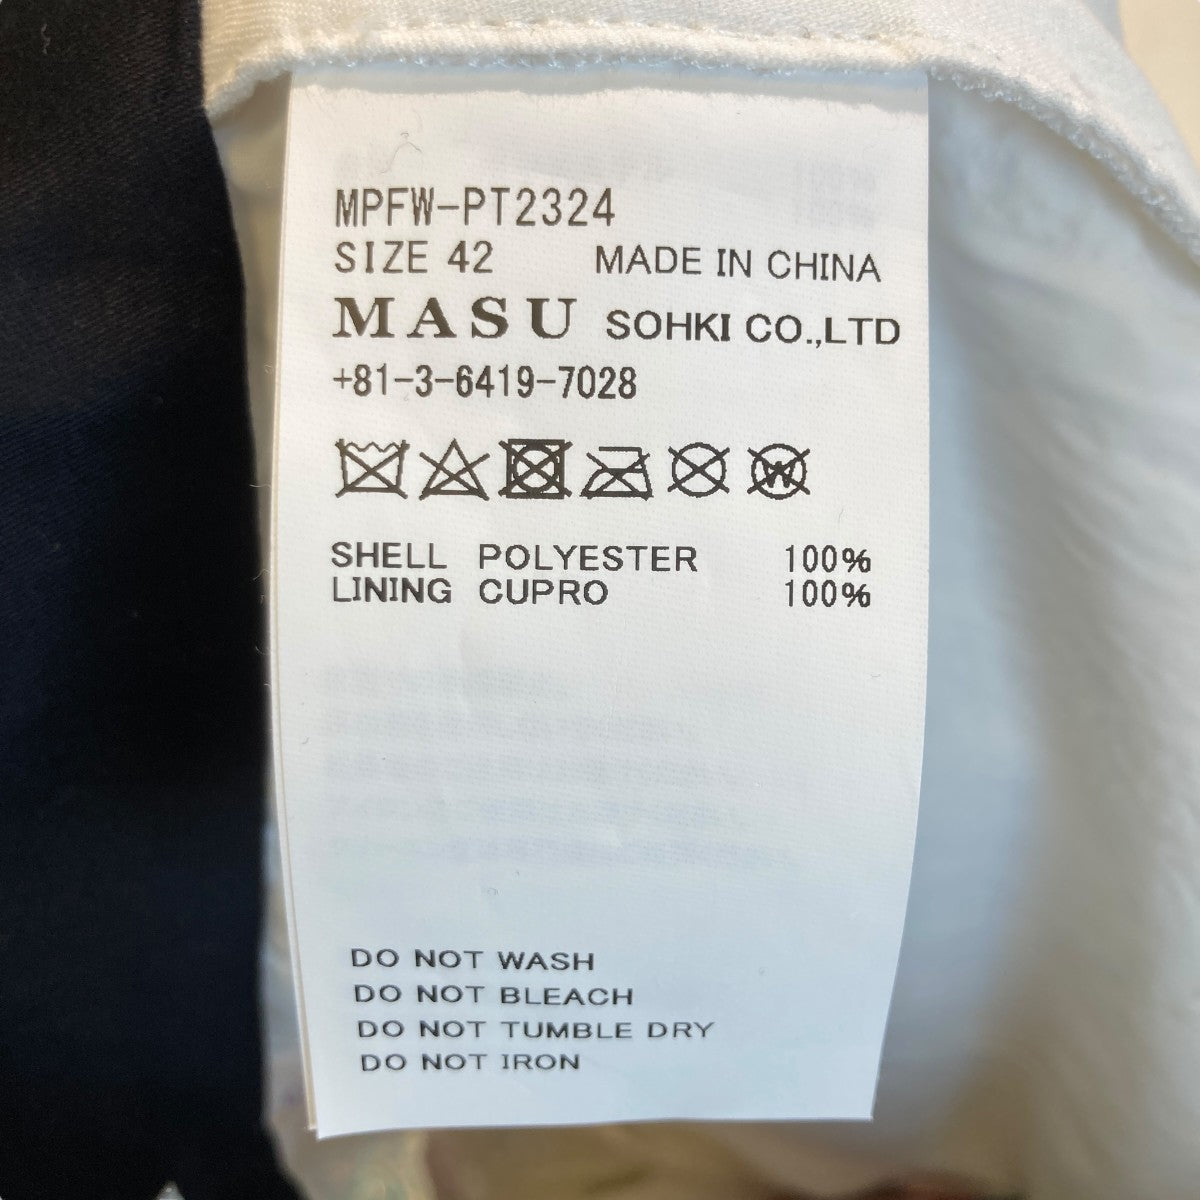 MPFW-PT2324
SIZE 42 MADE IN CHINA
MASU SOHKI CO.,LTD
+81-3-6419-7028
W
SHELL POLYESTER 100%
LINING CUPRO 100%
DO NOT WASH
DO NOT BLEACH
DO NOT TUMBLE DRY
DO NOT IRON